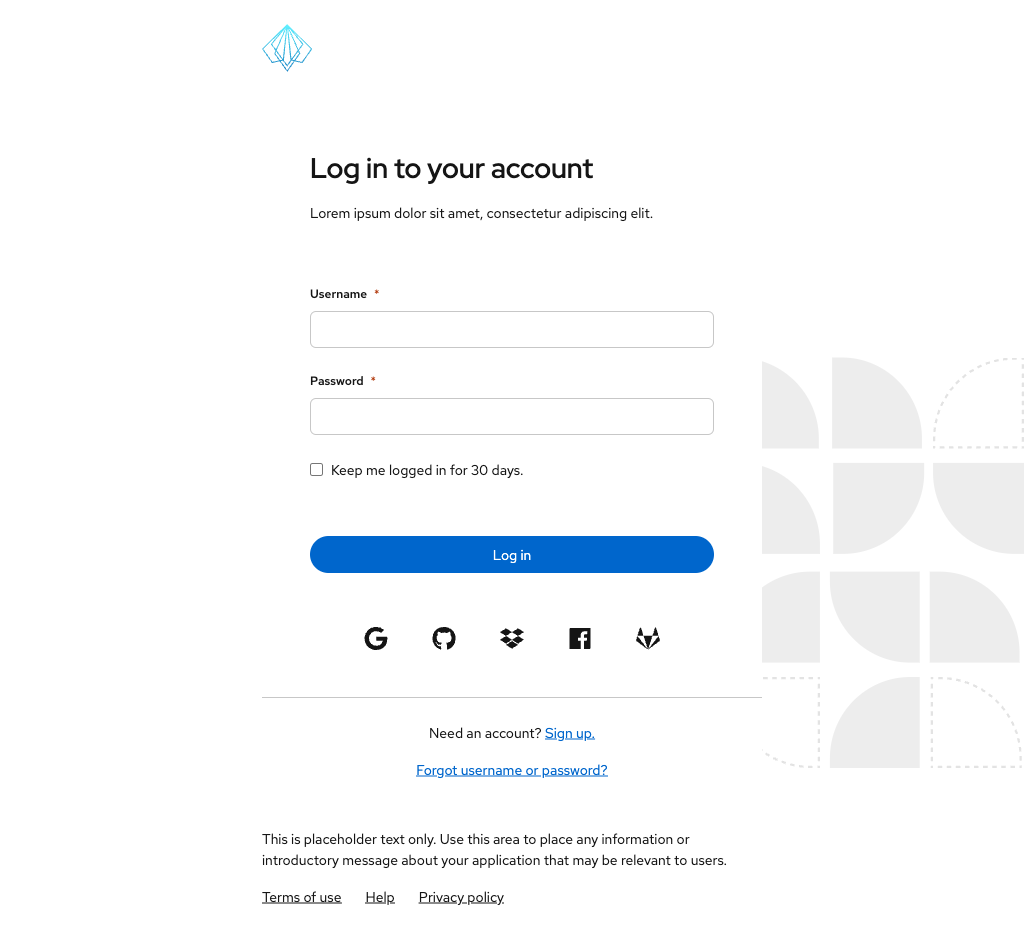 Log in to your account
Lorem ipsum dolor sit amet, consectetur adipiscing elit.
Username *
Password *
Keep me logged in for 30 days.
Log in
Need an account? Sign up.
Forgot username or password?
This is placeholder text only. Use this area to place any information or
introductory message about your application that may be relevant to users.
Terms of use Help Privacy policy